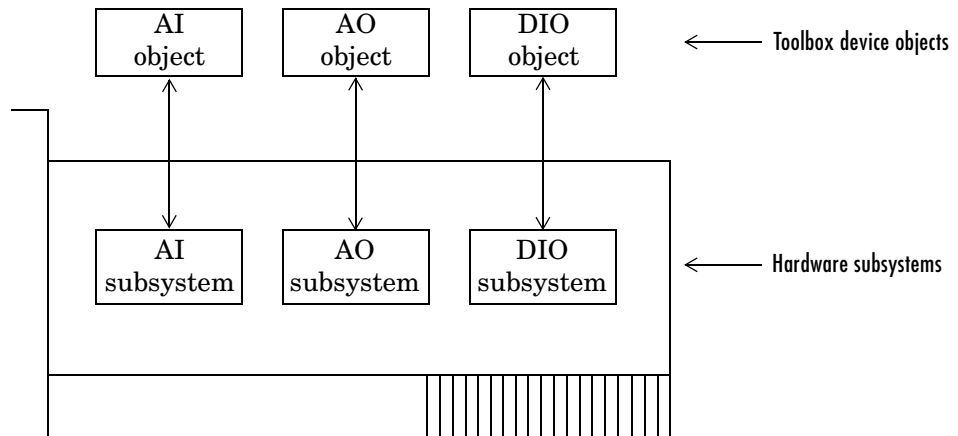 AI
object
AO
object
DIO
object
Toolbox device objects
AI
subsystem
AO
subsystem
DIO
subsystem
Hardware subsystems